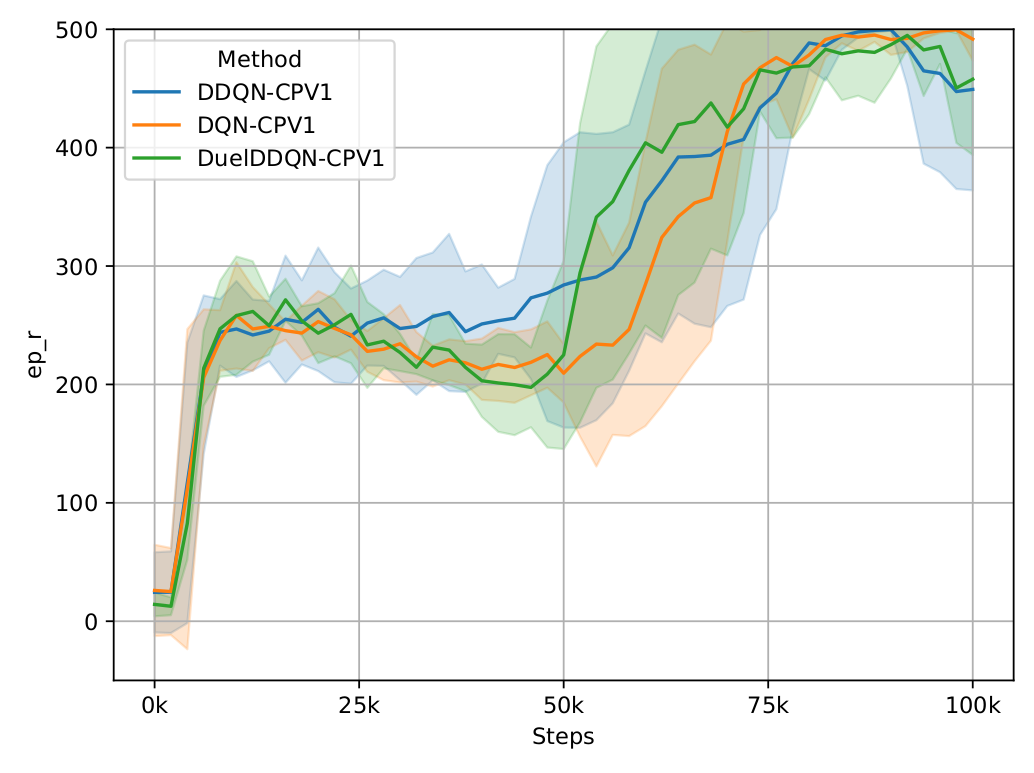 500
400
300
200
100
0
ep_r
Method
DDQN-CPV1
DQN-CPV1
DuelDDQN-CPV1
0k 25k 50k 75k 100k
Steps